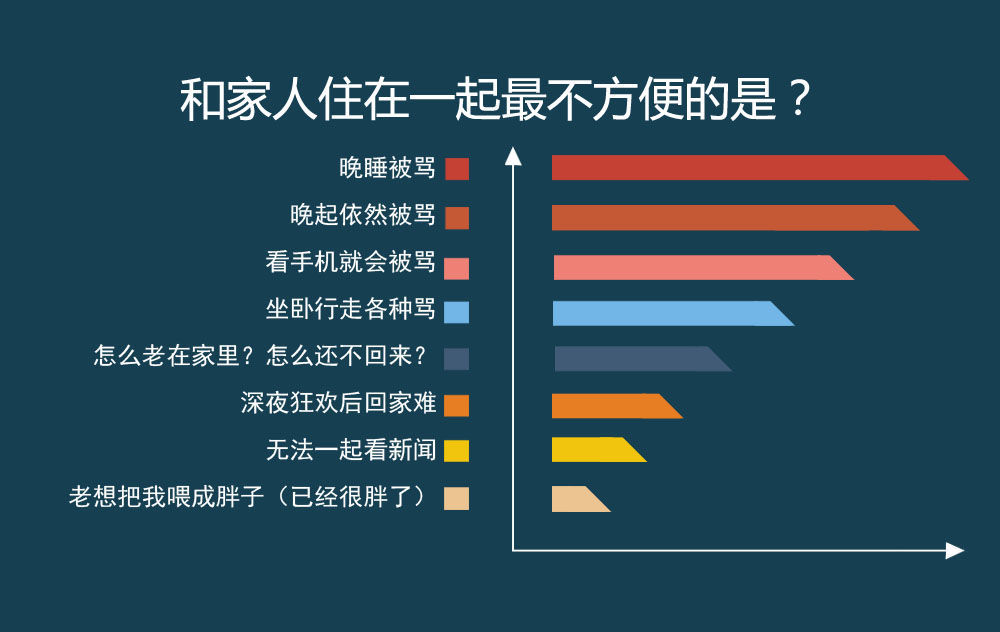 和家人住在一起最不方便的是？
晚睡被骂
晚起依然被骂
看手机就会被骂
坐卧行走各种骂
怎么老在家里？怎么还不回来？
深夜狂欢后回家难
无法一起看新闻
老想把我喂成胖子（已经很胖了）